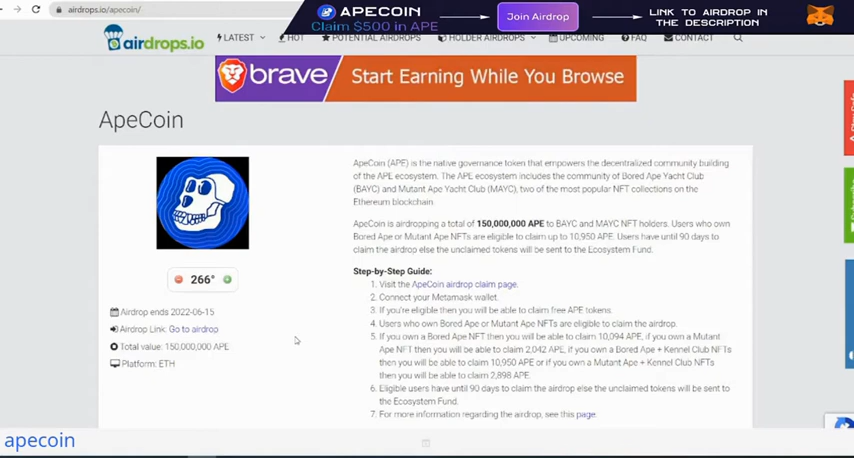 airdrops.io/apecoin/
APECOIN
Claim $500 in APE
Join Airdrop
LINK TO AIRDROP IN
THE DESCRIPTION
airdrops.io
LATEST HOT POTENTIAL AIRDROPS HOLDER AIRDROPS UPCOMING FAQ CONTACT
brave Start Earning While You Browse
ApeCoin
ApeCoin (APE) is the native governance token that empowers the decentralized community building
of the APE ecosystem. The APE ecosystem includes the community of Bored Ape Yacht Club
(BAYC) and Mutant Ape Yacht Club (MAYC), two of the most popular NFT collections on the
Ethereum blockchain.
ApeCoin is airdropping a total of 150,000,000 APE to BAYC and MAYC NFT holders. Users who own
Bored Ape or Mutant Ape NFTs are eligible to claim up to 10,950 APE. Users have until 90 days to
claim the airdrop else the unclaimed tokens will be sent to the Ecosystem Fund.
266°
Airdrop ends 2022-06-15
Airdrop Link: Go to airdrop
Total value: 150,000,000 APE
Platform: ETH
Step-by-Step Guide:
1. Visit the ApeCoin airdrop claim page.
2. Connect your Metamask wallet.
3. If you're eligible then you will be able to claim free APE tokens.
4. Users who own Bored Ape or Mutant Ape NFTs are eligible to claim the airdrop.
5. If you own a Bored Ape NFT then you will be able to claim 10,094 APE, if you own a Mutant
Ape NFT then you will be able to claim 2,042 APE, if you own a Bored Ape + Kennel Club NFTs
then you will be able to claim 10,950 APE or if you own a Mutant Ape + Kennel Club NFTs
then you will be able to claim 2,898 APE.
6. Eligible users have until 90 days to claim the airdrop else the unclaimed tokens will be sent to
the Ecosystem Fund.
7. For more information regarding the airdrop, see this page.
apecoin